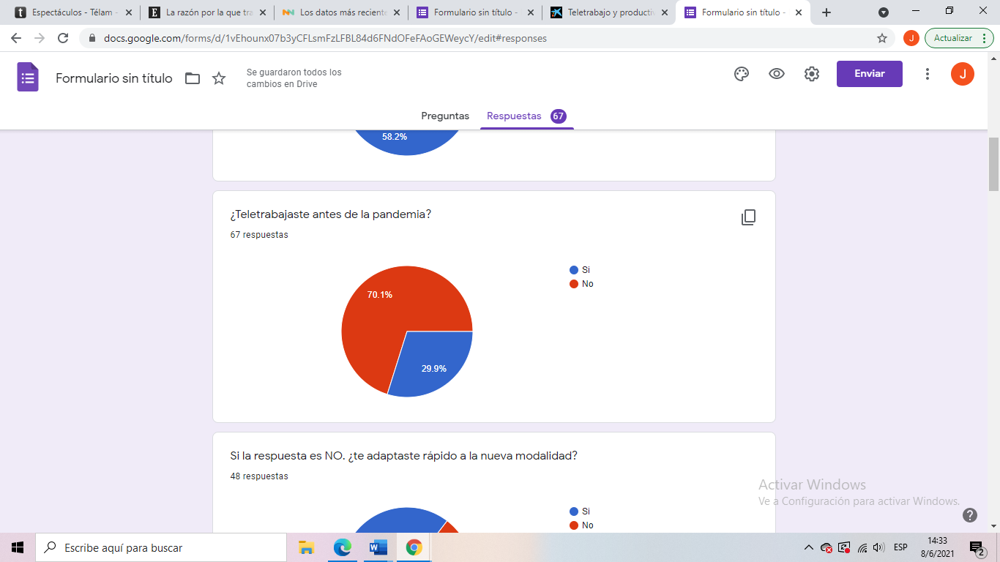 Espectáculos - Télam -
La razón por la que tra
Los datos más reciente
Formulario sin título -
Teletrabajo y productiv
Formulario sin título -
docs.google.com/forms/d/1vEhounx07b3yCFLsmFzLFBL84d6FNdOFeFAoGEWeycY/edit#responses
J
Actualizar
Formulario sin título
Se guardaron todos los
cambios en Drive
Enviar
J
Preguntas
Respuestas
67
58.2%
¿Teletrabajaste antes de la pandemia?
67 respuestas
Si
No
70.1%
29.9%
Si la respuesta es NO. ¿te adaptaste rápido a la nueva modalidad?
48 respuestas
Si
No
Activar Windows
Ve a Configuración para activar Windows.
Escribe aquí para buscar
ESP
14:33
8/6/2021
2